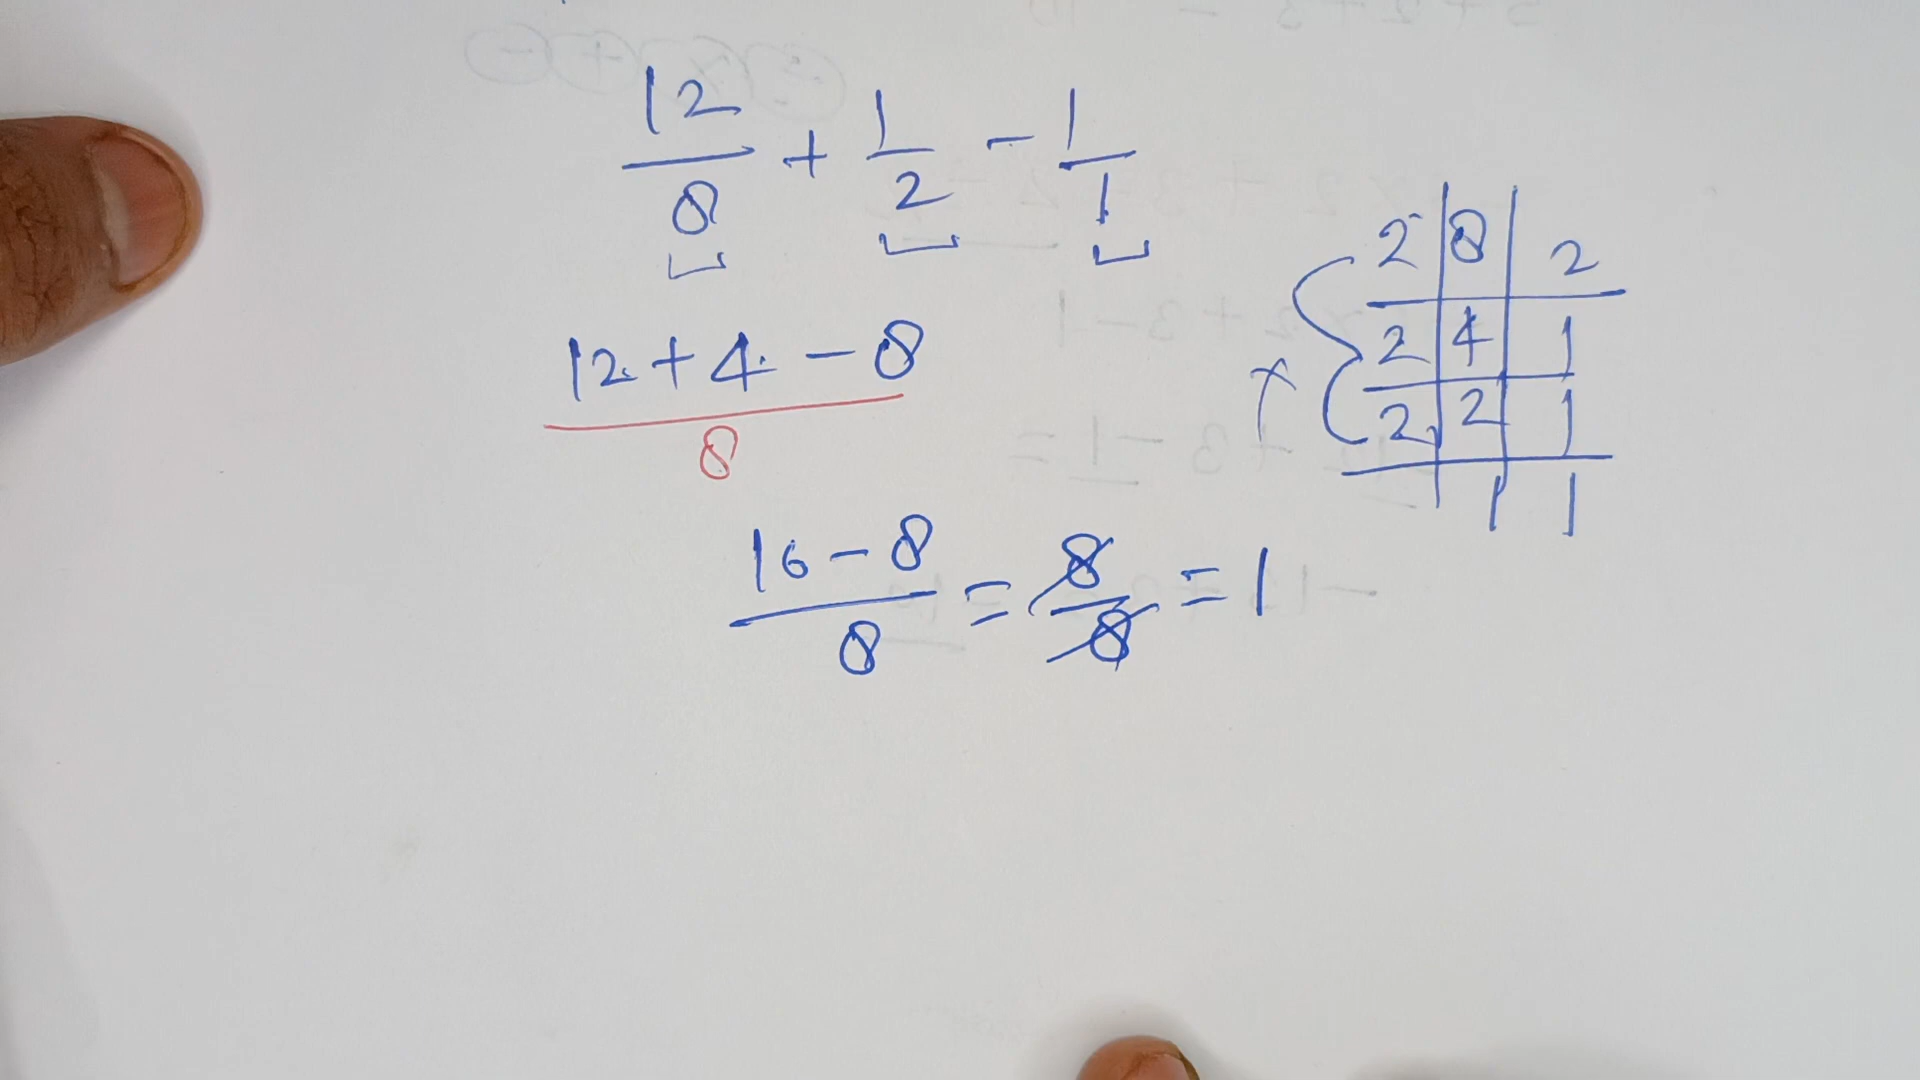 12/8 + 1/2 - 1/1
12 + 4 - 8
8
16 - 8 / 8 = 8/8 = 1
2 | 8 | 2
2 | 4 | 1
2, | 2 | 1
1 | 1
×